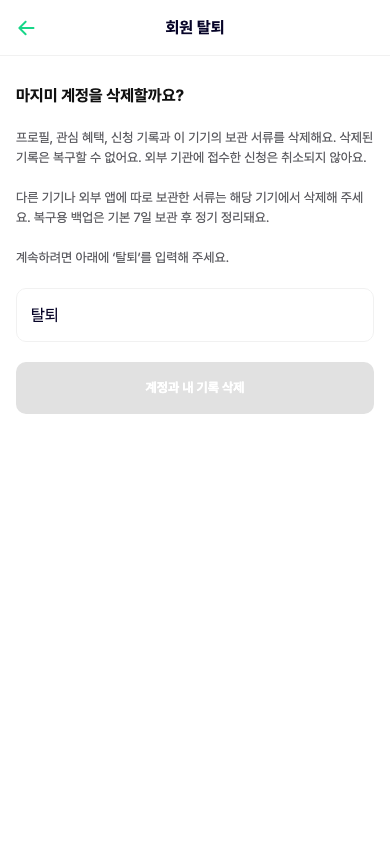 회원 탈퇴
마지미 계정을 삭제할까요?
프로필, 관심 혜택, 신청 기록과 이 기기의 보관 서류를 삭제해요. 삭제된
기록은 복구할 수 없어요. 외부 기관에 접수한 신청은 취소되지 않아요.
다른 기기나 외부 앱에 따로 보관한 서류는 해당 기기에서 삭제해 주세
요. 복구용 백업은 기본 7일 보관 후 정기 정리돼요.
계속하려면 아래에 ‘탈퇴’를 입력해 주세요.
탈퇴
계정과 내 기록 삭제